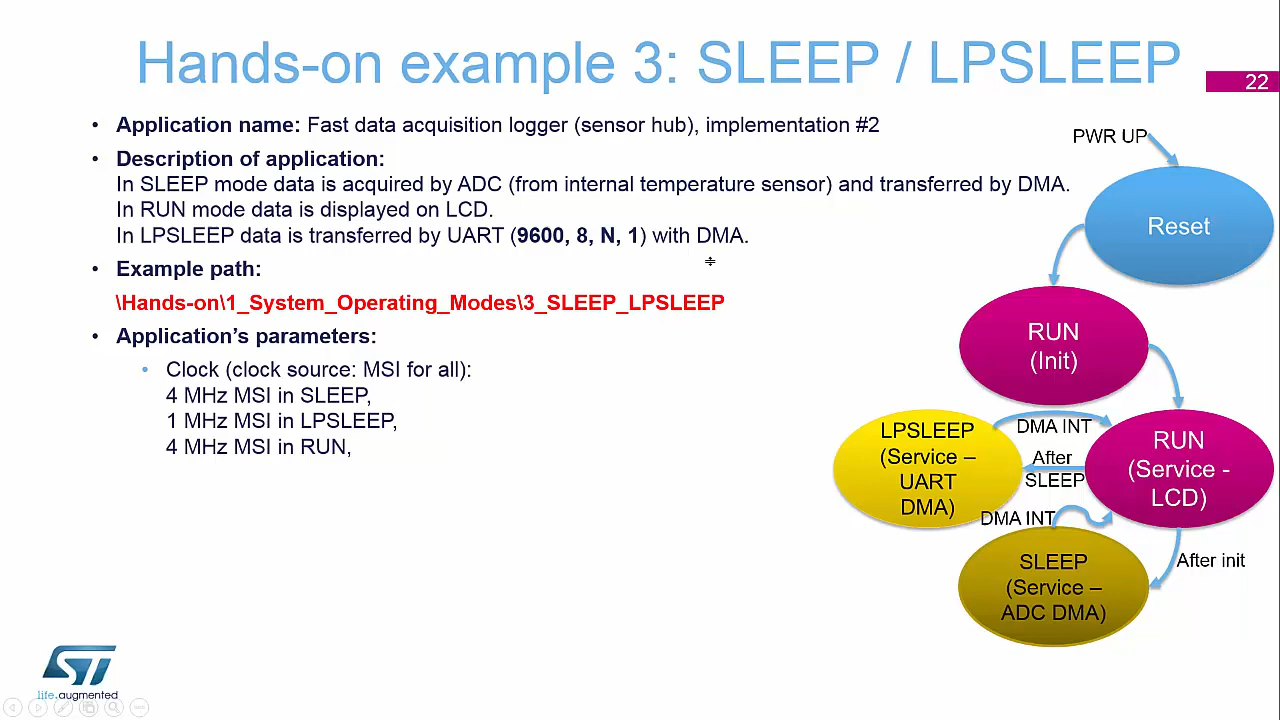 Hands-on example 3: SLEEP / LPSLEEP
22
• Application name: Fast data acquisition logger (sensor hub), implementation #2
• Description of application:
In SLEEP mode data is acquired by ADC (from internal temperature sensor) and transferred by DMA.
In RUN mode data is displayed on LCD.
In LPSLEEP data is transferred by UART (9600, 8, N, 1) with DMA.
• Example path:
\Hands-on\1_System_Operating_Modes\3_SLEEP_LPSLEEP
• Application’s parameters:
• Clock (clock source: MSI for all):
4 MHz MSI in SLEEP,
1 MHz MSI in LPSLEEP,
4 MHz MSI in RUN,
PWR UP
Reset
RUN
(Init)
LPSLEEP
(Service –
UART
DMA)
DMA INT
After
SLEEP
RUN
(Service -
LCD)
DMA INT
SLEEP
(Service –
ADC DMA)
After init
ST
life.augmented